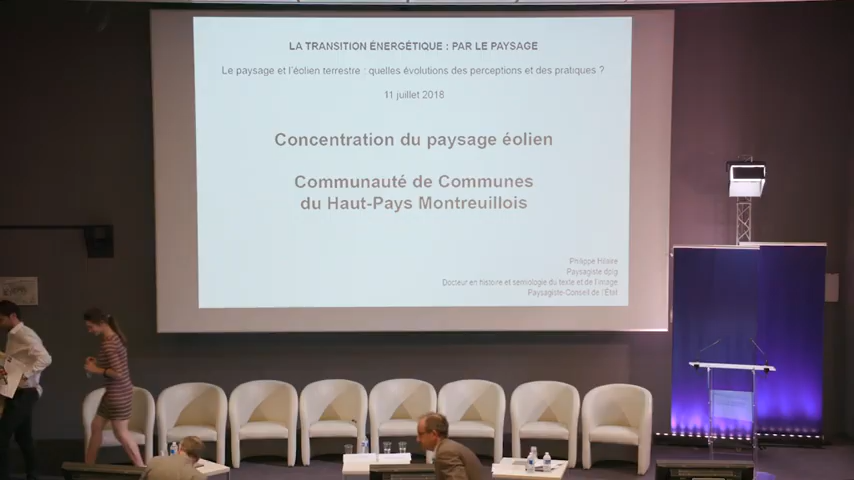 LA TRANSITION ÉNERGÉTIQUE : PAR LE PAYSAGE
Le paysage et l'éolien terrestre : quelles évolutions des perceptions et des pratiques ?
11 juillet 2018
Concentration du paysage éolien
Communauté de Communes
du Haut-Pays Montreuillois
Philippe Hilaire
Paysagiste dplg
Docteur en histoire et sémiologie du texte et de l'image
Paysagiste-Conseil de l'État